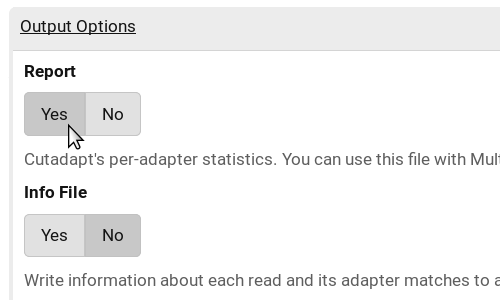 Output Options
Report
Yes No
Cutadapt's per-adapter statistics. You can use this file with
Info File
Yes No
Write information about each read and its adapter matches to